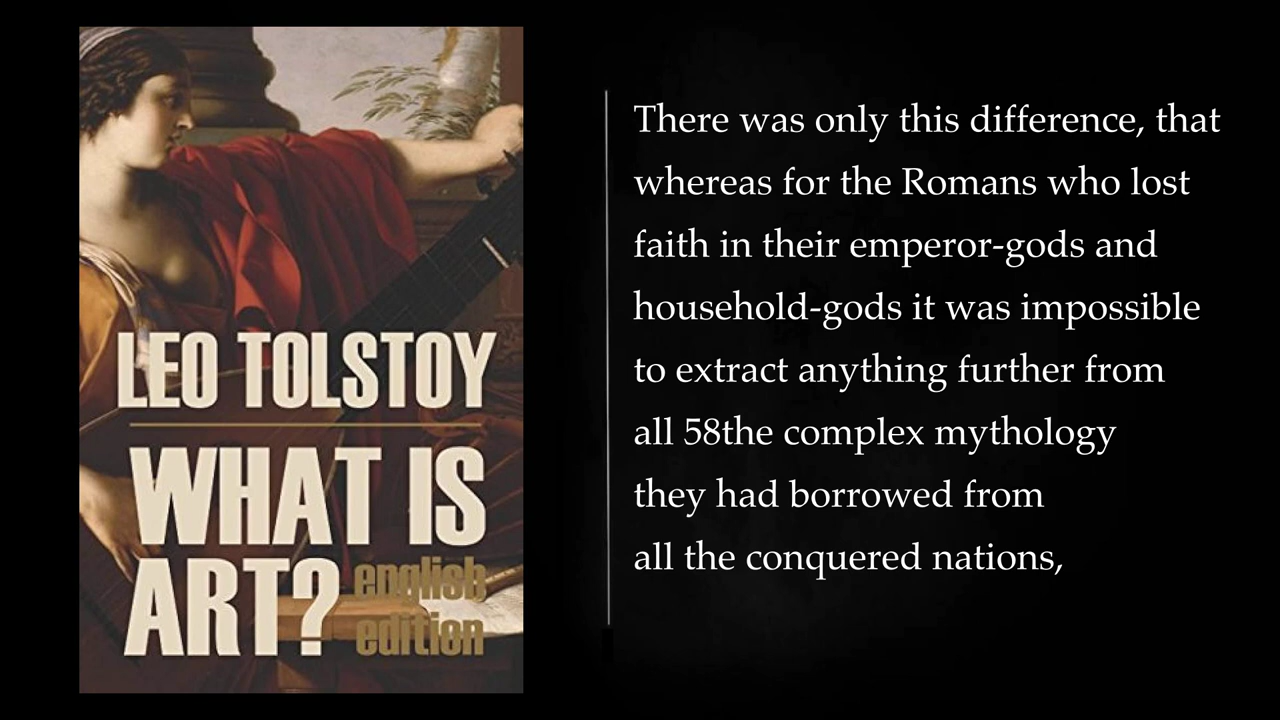 LEO TOLSTOY
WHAT IS
ART?
english
edition
There was only this difference, that
whereas for the Romans who lost
faith in their emperor-gods and
household-gods it was impossible
to extract anything further from
all 58the complex mythology
they had borrowed from
all the conquered nations,